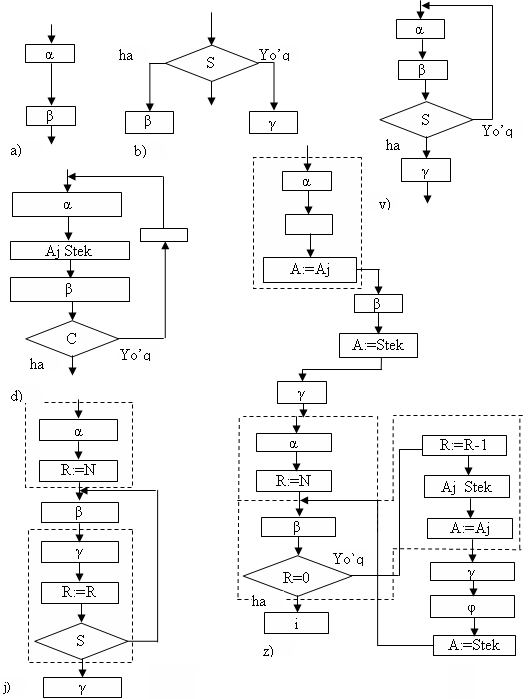 α
β
a)
ha
S
Yo'q
β
γ
b)
α
β
S
Yo'q
ha
γ
v)
α
Aj Stek
β
C
ha
Yo'q
d)
α
A:=Aj
β
A:=Stek
γ
α
R:=N
β
R=0
Yo`q
ha
i
R:=R-1
Aj Stek
A:=Aj
γ
φ
A:=Stek
z)
α
R:=N
β
γ
R:=R
S
γ
j)